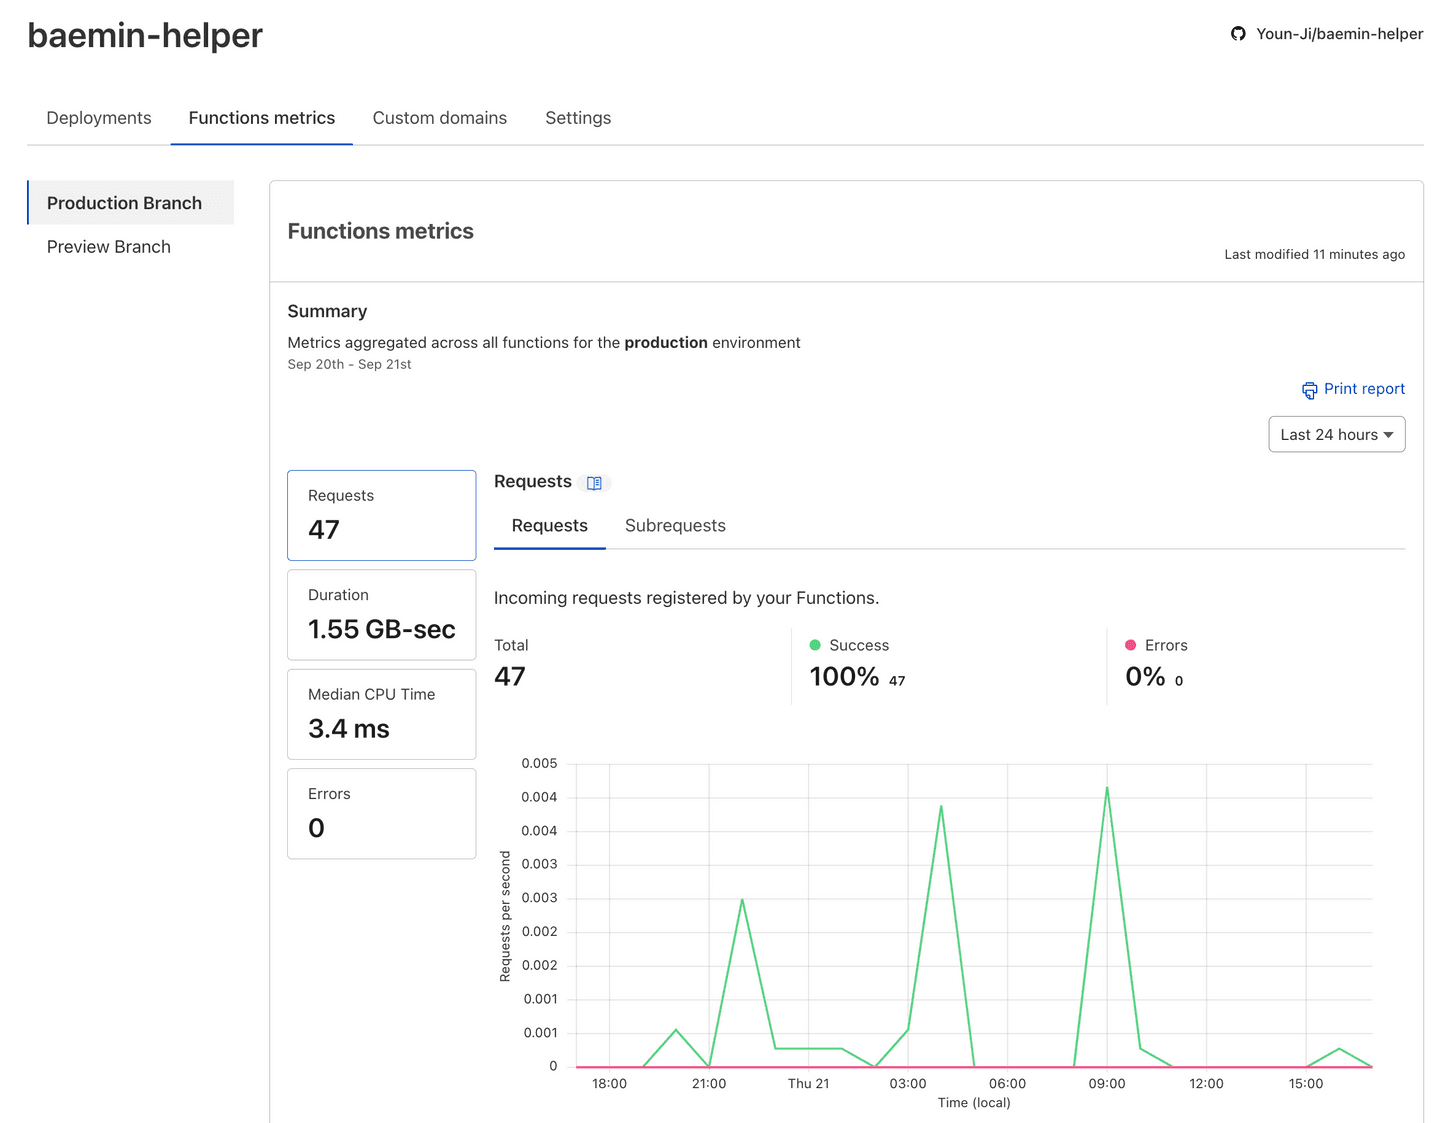 baemin-helper
Youn-Ji/baemin-helper
Deployments
Functions metrics
Custom domains
Settings
Production Branch
Preview Branch
Functions metrics
Last modified 11 minutes ago
Summary
Metrics aggregated across all functions for the production environment
Sep 20th - Sep 21st
Print report
Last 24 hours
Requests
47
Duration
1.55 GB-sec
Median CPU Time
3.4 ms
Errors
0
Requests
Requests
Subrequests
Incoming requests registered by your Functions.
Total
47
Success
100% 47
Errors
0% 0
Requests per second
0.005
0.004
0.004
0.003
0.003
0.002
0.002
0.001
0.001
0
18:00
21:00
Thu 21
03:00
06:00
09:00
12:00
15:00
Time (local)